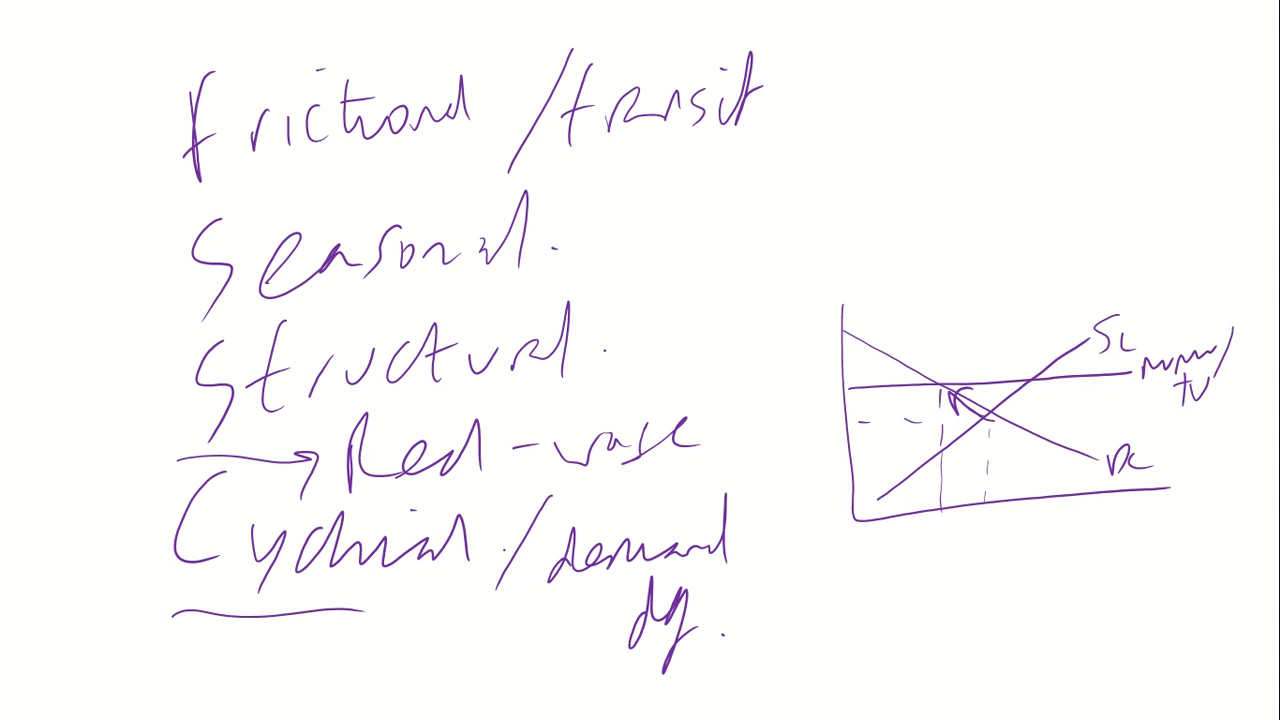 Frictional / transit
Seasonal.
Structural.
→ Real-wage
Cyclical / demand
def.
SL
DL